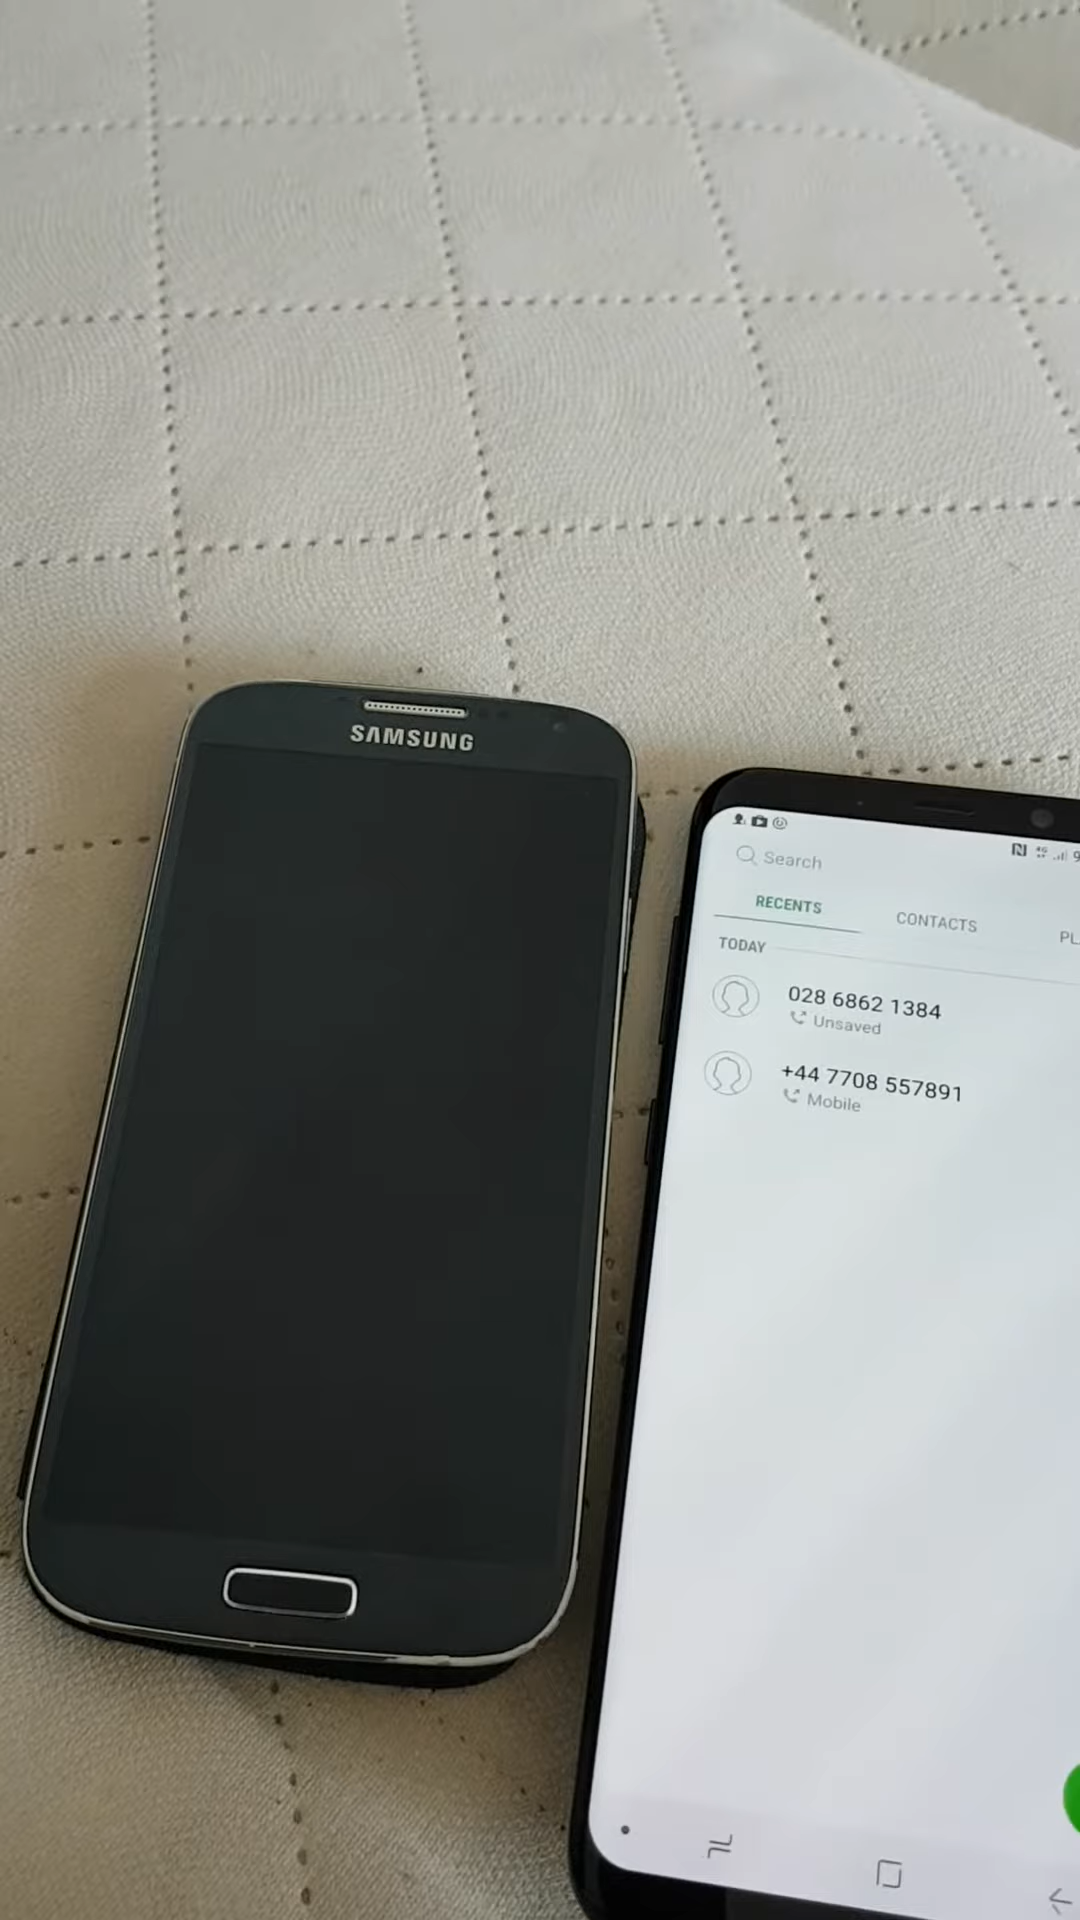 SAMSUNG
Search
RECENTS
CONTACTS
TODAY
028 6862 1384
Unsaved
+44 7708 557891
Mobile